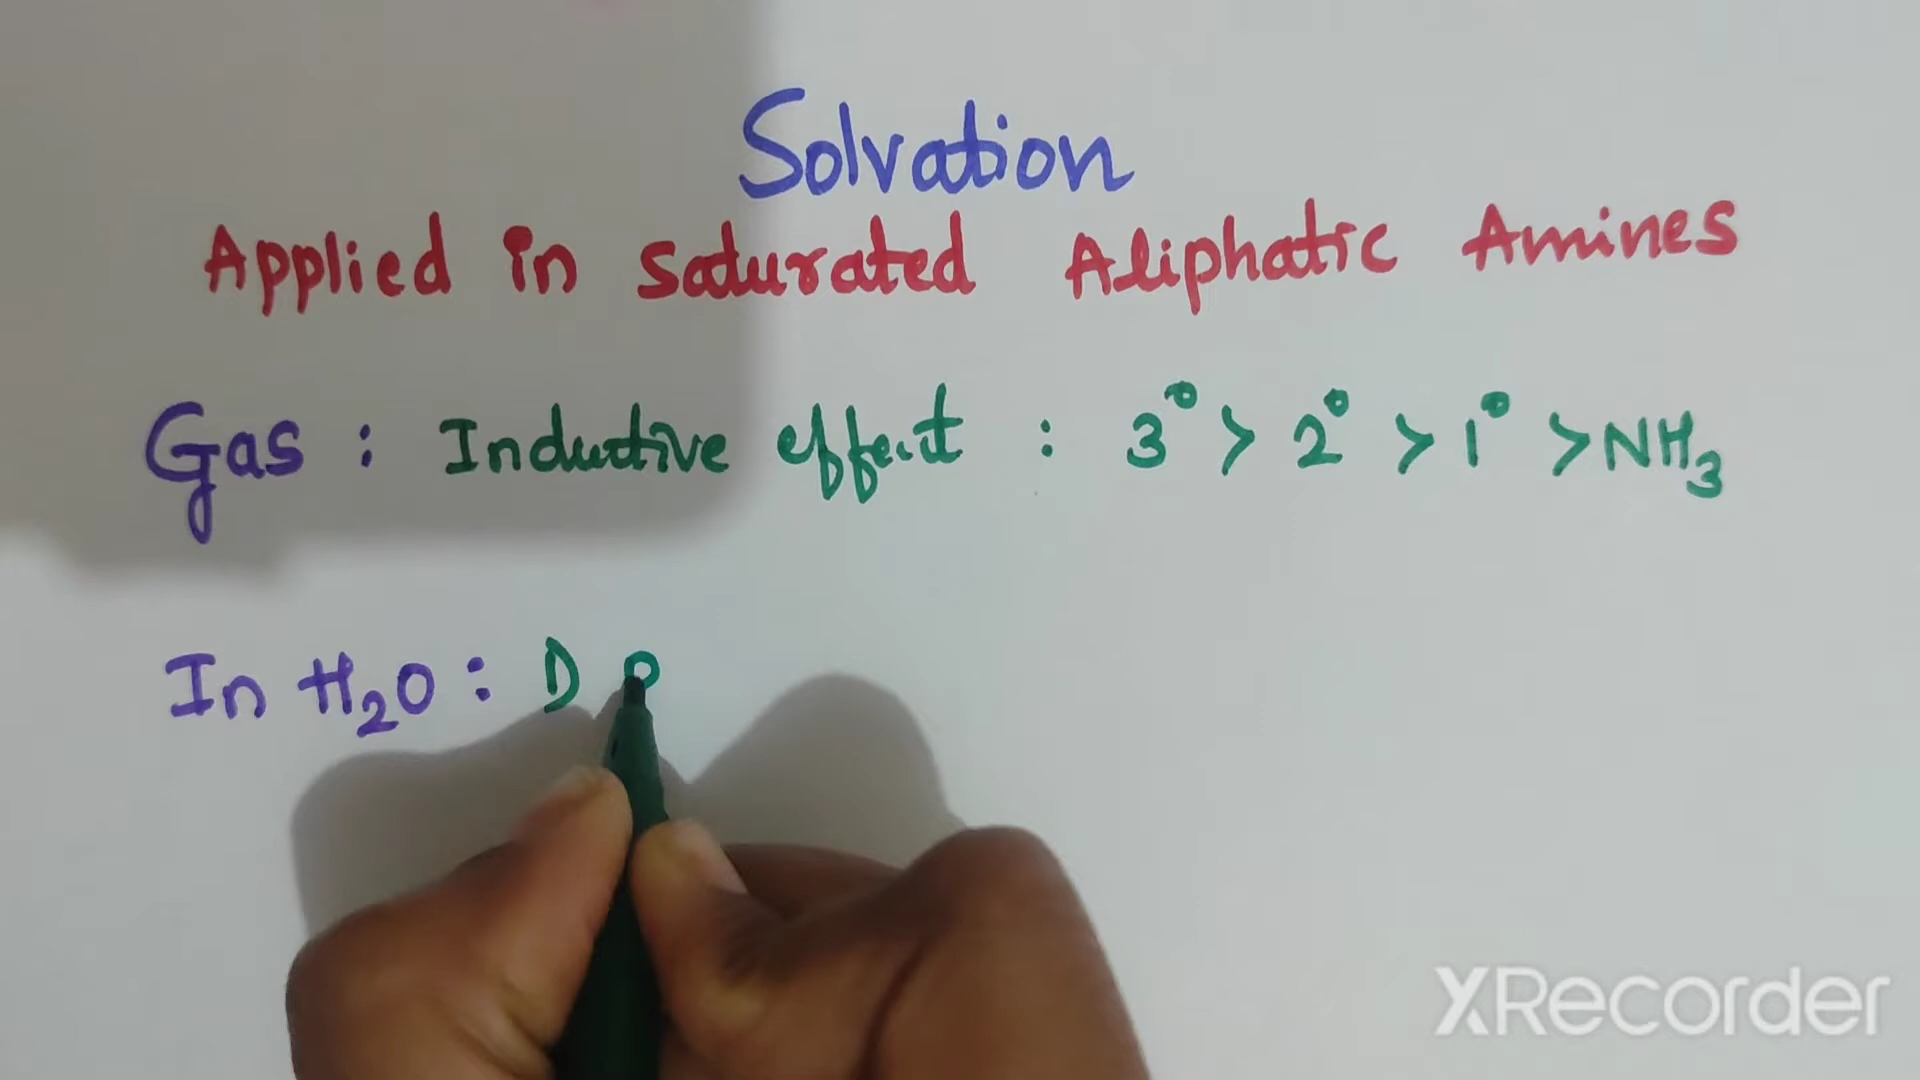 Solvation
Applied in Saturated Aliphatic Amines
Gas : Inductive effect : 3° > 2° > 1° > NH₃
In H₂O : D P
XRecorder